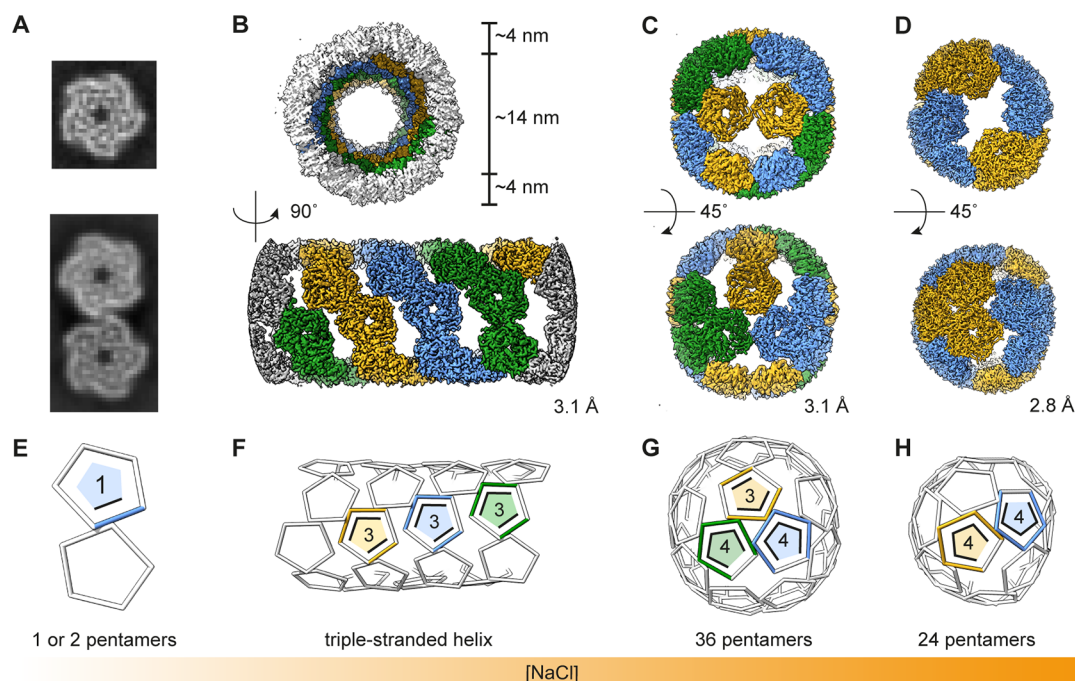 A
B
C
D
~4 nm
~14 nm
~4 nm
90˚
45˚
45˚
3.1 Å
3.1 Å
2.8 Å
E
F
G
H
1
3
3
3
3
4
4
4
4
1 or 2 pentamers
triple-stranded helix
36 pentamers
24 pentamers
[NaCl]